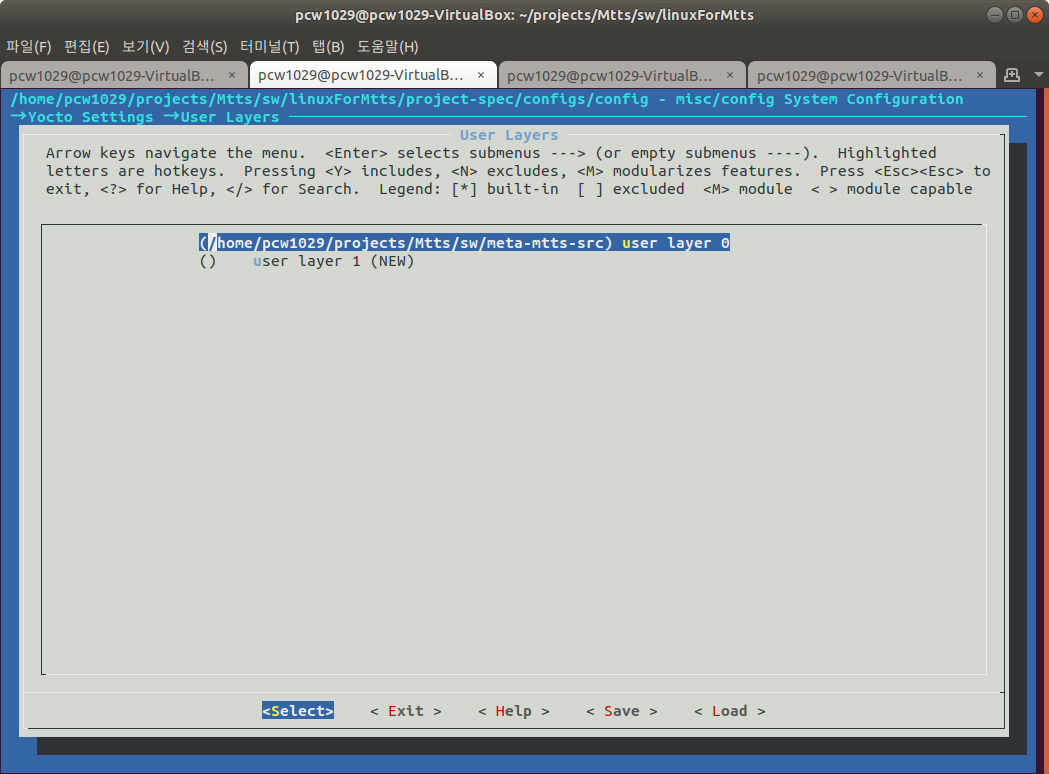 pcw1029@pcw1029-VirtualBox: ~/projects/Mtts/sw/linuxForMtts
파일(F) 편집(E) 보기(V) 검색(S) 터미널(T) 탭(B) 도움말(H)
pcw1029@pcw1029-VirtualB... × pcw1029@pcw1029-VirtualB... × pcw1029@pcw1029-VirtualB... × pcw1029@pcw1029-VirtualB... ×
/home/pcw1029/projects/Mtts/sw/linuxForMtts/project-spec/configs/config - misc/config System Configuration
→Yocto Settings →User Layers
User Layers
Arrow keys navigate the menu. <Enter> selects submenus ---> (or empty submenus ----). Highlighted
letters are hotkeys. Pressing <Y> includes, <N> excludes, <M> modularizes features. Press <Esc><Esc> to
exit, <?> for Help, </> for Search. Legend: [*] built-in [ ] excluded <M> module < > module capable
(/home/pcw1029/projects/Mtts/sw/meta-mtts-src) user layer 0
() user layer 1 (NEW)
<Select> < Exit > < Help > < Save > < Load >